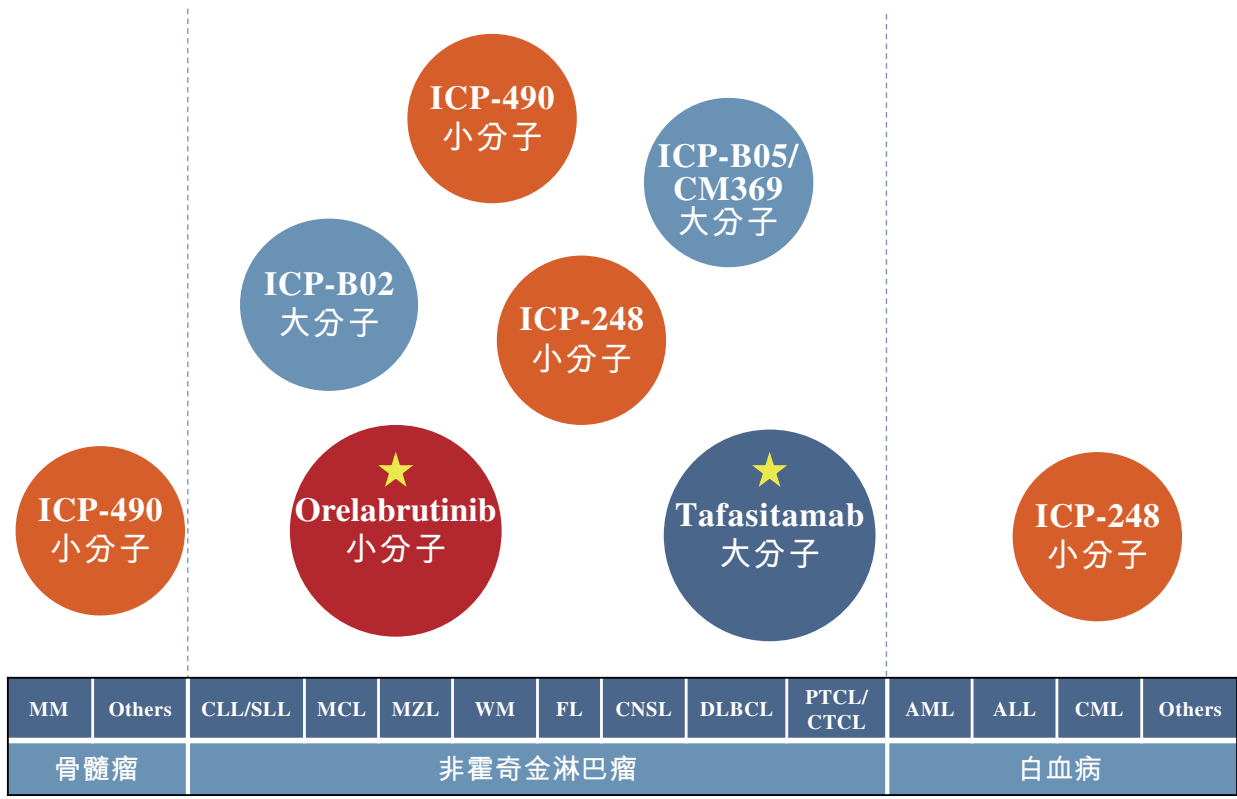 ICP-490
小分子
ICP-B05/
CM369
大分子
ICP-B02
大分子
ICP-248
小分子
ICP-490
小分子
Orelabrutinib
小分子
Tafasitamab
大分子
ICP-248
小分子
MM
Others
CLL/SLL
MCL
MZL
WM
FL
CNSL
DLBCL
PTCL/
CTCL
AML
ALL
CML
Others
骨髓瘤
非霍奇金淋巴瘤
白血病